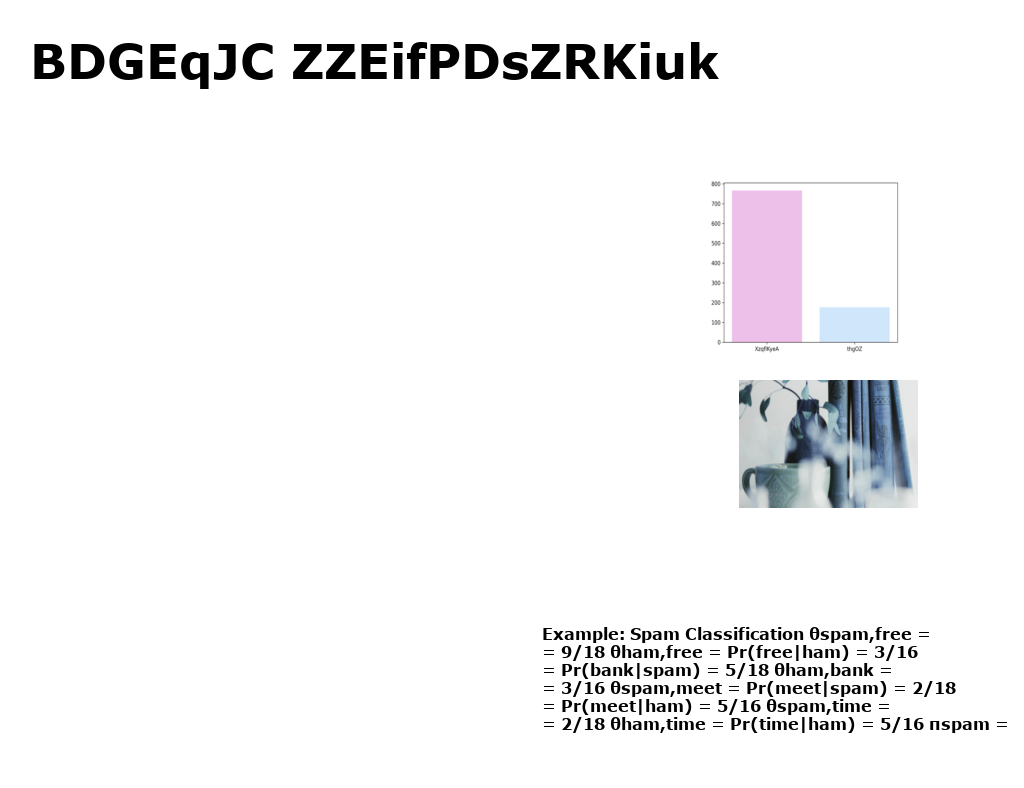 BDGEqJC ZZEifPDsZRKiuk
800
700
600
500
400
300
200
100
0
XzqflKyeA
thgOZ
Example: Spam Classification θspam,free =
= 9/18 θham,free = Pr(free|ham) = 3/16
= Pr(bank|spam) = 5/18 θham,bank =
= 3/16 θspam,meet = Pr(meet|spam) = 2/18
= Pr(meet|ham) = 5/16 θspam,time =
= 2/18 θham,time = Pr(time|ham) = 5/16 πspam =